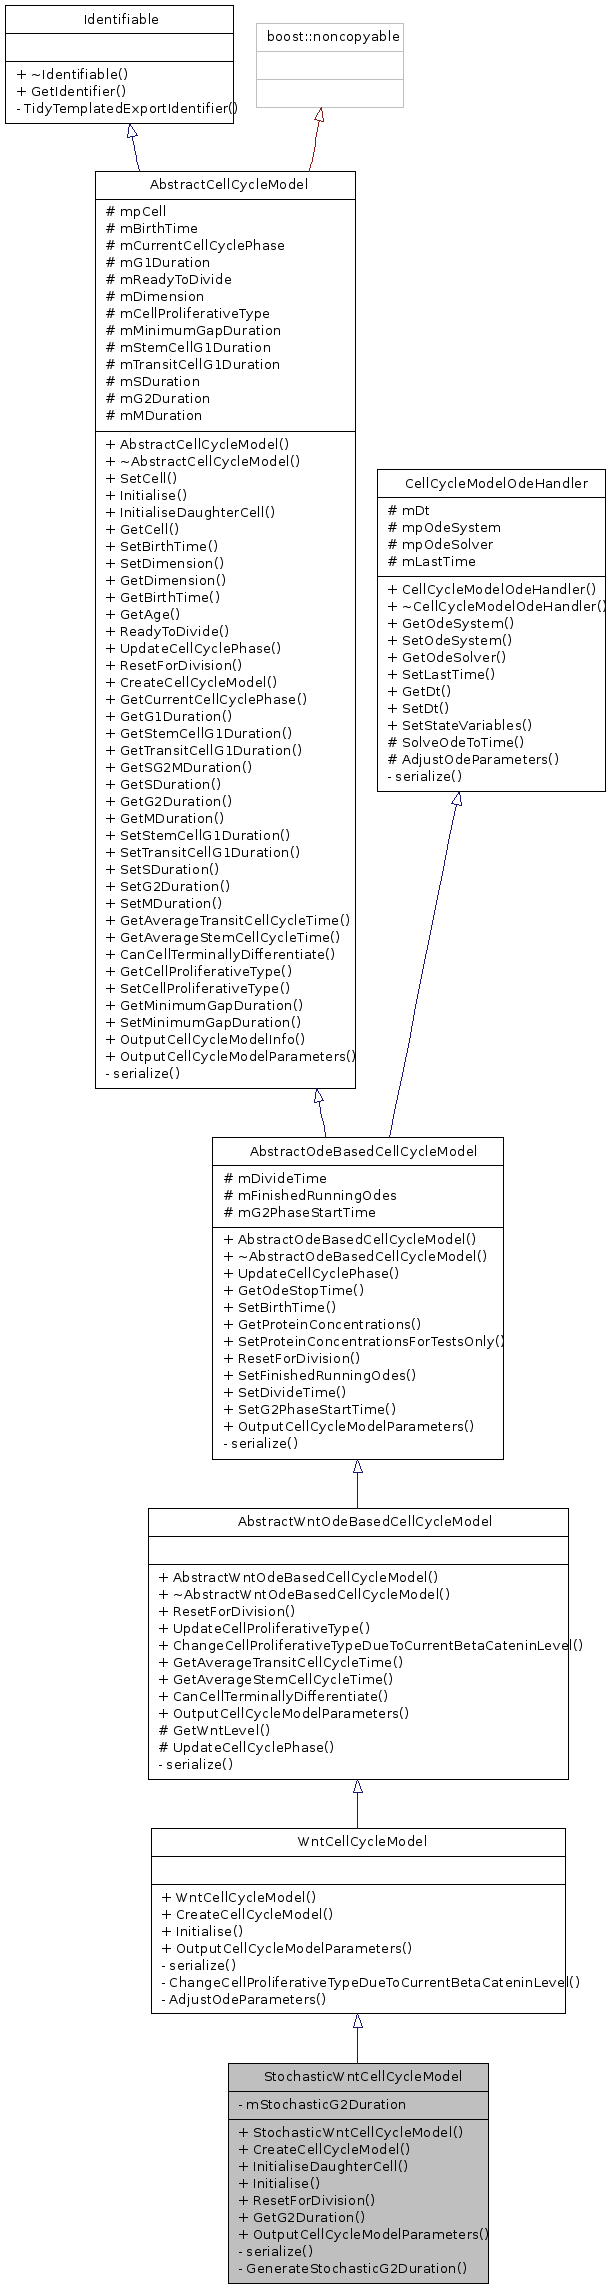 Identifiable
+ ~Identifiable()
+ GetIdentifier()
- TidyTemplatedExportIdentifier()
boost::noncopyable
AbstractCellCycleModel
# mpCell
# mBirthTime
# mCurrentCellCyclePhase
# mG1Duration
# mReadyToDivide
# mDimension
# mCellProliferativeType
# mMinimumGapDuration
# mStemCellG1Duration
# mTransitCellG1Duration
# mSDuration
# mG2Duration
# mMDuration
+ AbstractCellCycleModel()
+ ~AbstractCellCycleModel()
+ SetCell()
+ Initialise()
+ InitialiseDaughterCell()
+ GetCell()
+ SetBirthTime()
+ SetDimension()
+ GetDimension()
+ GetBirthTime()
+ GetAge()
+ ReadyToDivide()
+ UpdateCellCyclePhase()
+ ResetForDivision()
+ CreateCellCycleModel()
+ GetCurrentCellCyclePhase()
+ GetG1Duration()
+ GetStemCellG1Duration()
+ GetTransitCellG1Duration()
+ GetSG2MDuration()
+ GetSDuration()
+ GetG2Duration()
+ GetMDuration()
+ SetStemCellG1Duration()
+ SetTransitCellG1Duration()
+ SetSDuration()
+ SetG2Duration()
+ SetMDuration()
+ GetAverageTransitCellCycleTime()
+ GetAverageStemCellCycleTime()
+ CanCellTerminallyDifferentiate()
+ GetCellProliferativeType()
+ SetCellProliferativeType()
+ GetMinimumGapDuration()
+ SetMinimumGapDuration()
+ OutputCellCycleModelInfo()
+ OutputCellCycleModelParameters()
- serialize()
CellCycleModelOdeHandler
# mDt
# mpOdeSystem
# mpOdeSolver
# mLastTime
+ CellCycleModelOdeHandler()
+ ~CellCycleModelOdeHandler()
+ GetOdeSystem()
+ SetOdeSystem()
+ GetOdeSolver()
+ SetLastTime()
+ GetDt()
+ SetDt()
+ SetStateVariables()
# SolveOdeToTime()
# AdjustOdeParameters()
- serialize()
AbstractOdeBasedCellCycleModel
# mDivideTime
# mFinishedRunningOdes
# mG2PhaseStartTime
+ AbstractOdeBasedCellCycleModel()
+ ~AbstractOdeBasedCellCycleModel()
+ UpdateCellCyclePhase()
+ GetOdeStopTime()
+ SetBirthTime()
+ GetProteinConcentrations()
+ SetProteinConcentrationsForTestsOnly()
+ ResetForDivision()
+ SetFinishedRunningOdes()
+ SetDivideTime()
+ SetG2PhaseStartTime()
+ OutputCellCycleModelParameters()
- serialize()
AbstractWntOdeBasedCellCycleModel
+ AbstractWntOdeBasedCellCycleModel()
+ ~AbstractWntOdeBasedCellCycleModel()
+ ResetForDivision()
+ UpdateCellProliferativeType()
+ ChangeCellProliferativeTypeDueToCurrentBetaCateninLevel()
+ GetAverageTransitCellCycleTime()
+ GetAverageStemCellCycleTime()
+ CanCellTerminallyDifferentiate()
+ OutputCellCycleModelParameters()
# GetWntLevel()
# UpdateCellCyclePhase()
- serialize()
WntCellCycleModel
+ WntCellCycleModel()
+ CreateCellCycleModel()
+ Initialise()
+ OutputCellCycleModelParameters()
- serialize()
- ChangeCellProliferativeTypeDueToCurrentBetaCateninLevel()
- AdjustOdeParameters()
StochasticWntCellCycleModel
- mStochasticG2Duration
+ StochasticWntCellCycleModel()
+ CreateCellCycleModel()
+ InitialiseDaughterCell()
+ Initialise()
+ ResetForDivision()
+ GetG2Duration()
+ OutputCellCycleModelParameters()
- serialize()
- GenerateStochasticG2Duration()